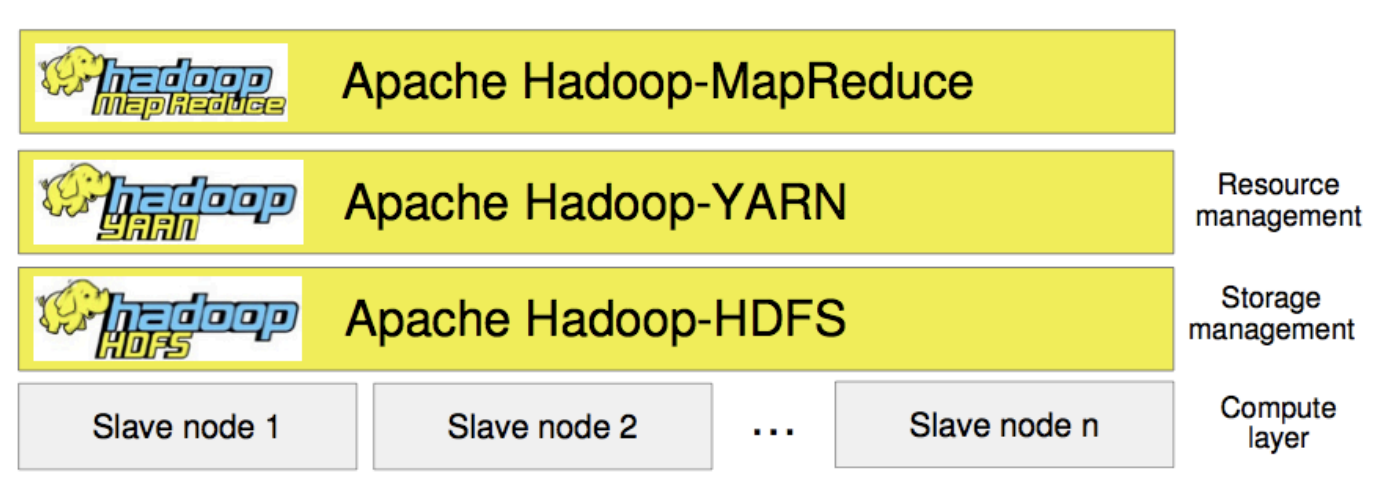 hadoop
MapReduce
Apache Hadoop-MapReduce
hadoop
YARN
Apache Hadoop-YARN
Resource
management
hadoop
HDFS
Apache Hadoop-HDFS
Storage
management
Slave node 1
Slave node 2
...
Slave node n
Compute
layer